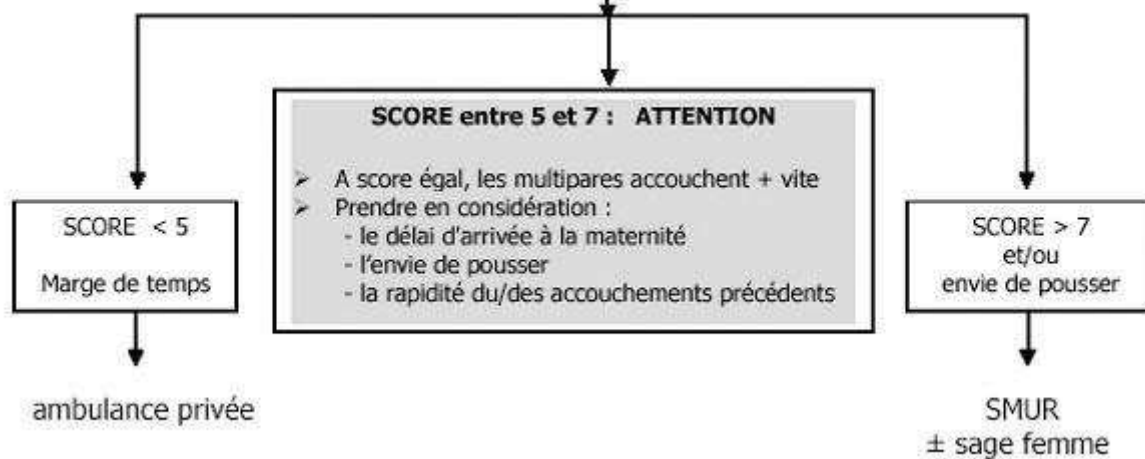 SCORE entre 5 et 7 : ATTENTION
➢ A score égal, les multipares accouchent + vite
➢ Prendre en considération :
- le délai d'arrivée à la maternité
- l'envie de pousser
- la rapidité du/des accouchements précédents
SCORE < 5
Marge de temps
SCORE > 7
et/ou
envie de pousser
ambulance privée
SMUR
± sage femme